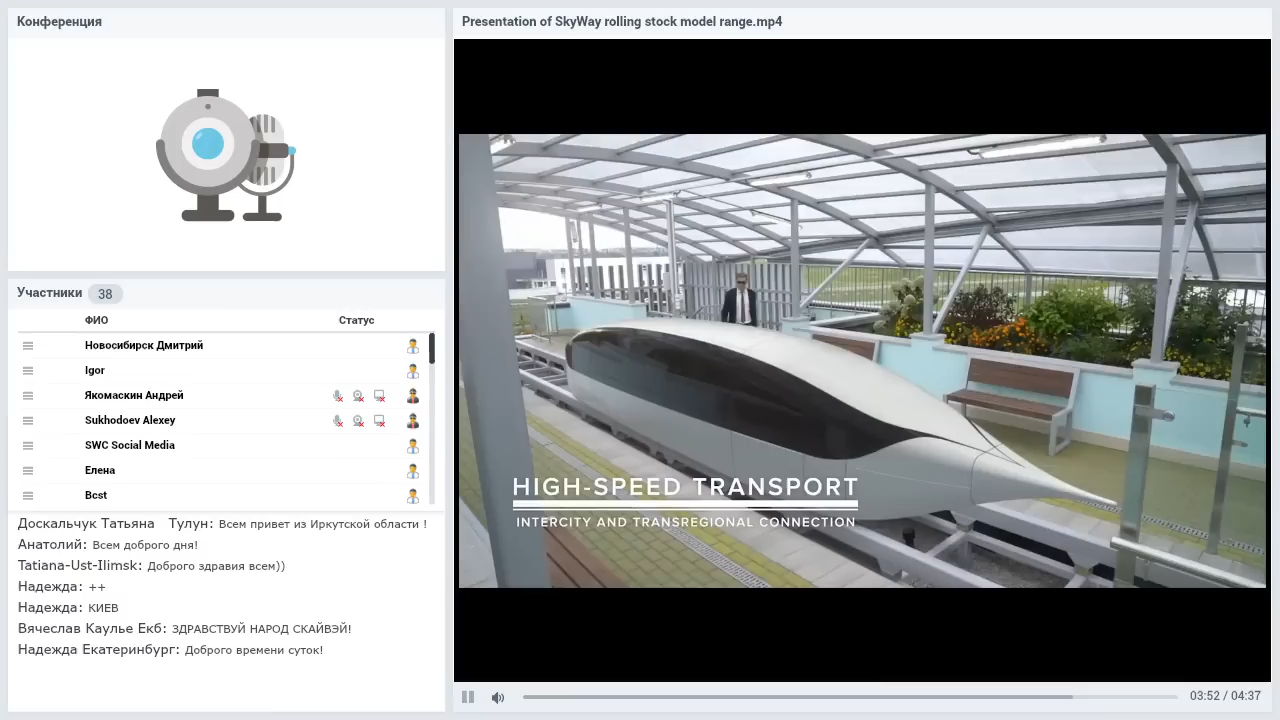 Конференция
Участники 38
ФИО Статус
Новосибирск Дмитрий
Igor
Якомаскин Андрей
Sukhodoev Alexey
SWC Social Media
Елена
Bcst
Доскальчук Татьяна Тулун: Всем привет из Иркутской области !
Анатолий: Всем доброго дня!
Tatiana-Ust-Ilimsk: Доброго здравия всем))
Надежда: ++
Надежда: КИЕВ
Вячеслав Каулье Екб: ЗДРАВСТВУЙ НАРОД СКАЙВЭЙ!
Надежда Екатеринбург: Доброго времени суток!
Presentation of SkyWay rolling stock model range.mp4
HIGH-SPEED TRANSPORT
INTERCITY AND TRANSREGIONAL CONNECTION
03:52 / 04:37